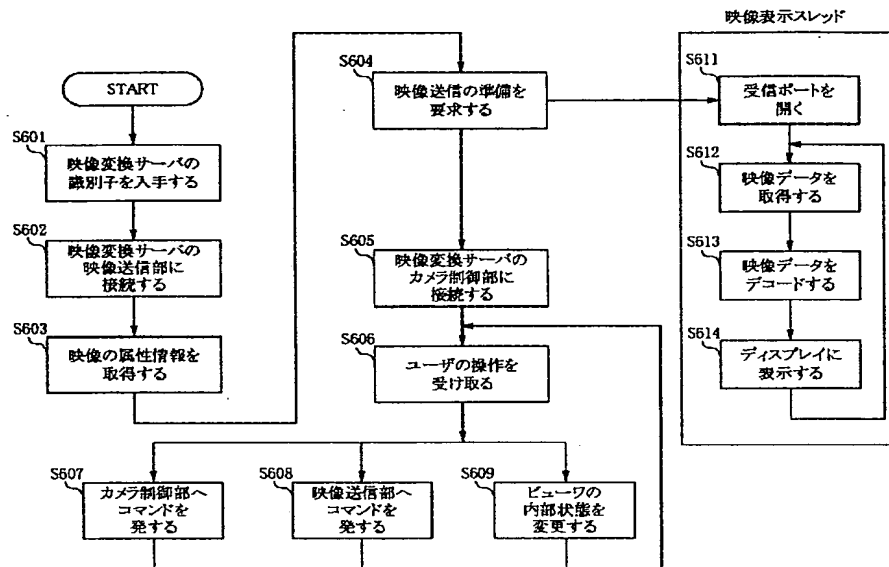 START
S601
映像変換サーバの
識別子を入手する
S602
映像変換サーバの
映像送信部に
接続する
S603
映像の属性情報を
取得する
S604
映像送信の準備を
要求する
S605
映像変換サーバの
カメラ制御部に
接続する
S606
ユーザの操作を
受け取る
S607
カメラ制御部へ
コマンドを
発する
S608
映像送信部へ
コマンドを
発する
S609
ビューワの
内部状態を
変更する
映像表示スレッド
S611
受信ポートを
開く
S612
映像データを
取得する
S613
映像データを
デコードする
S614
ディスプレイに
表示する